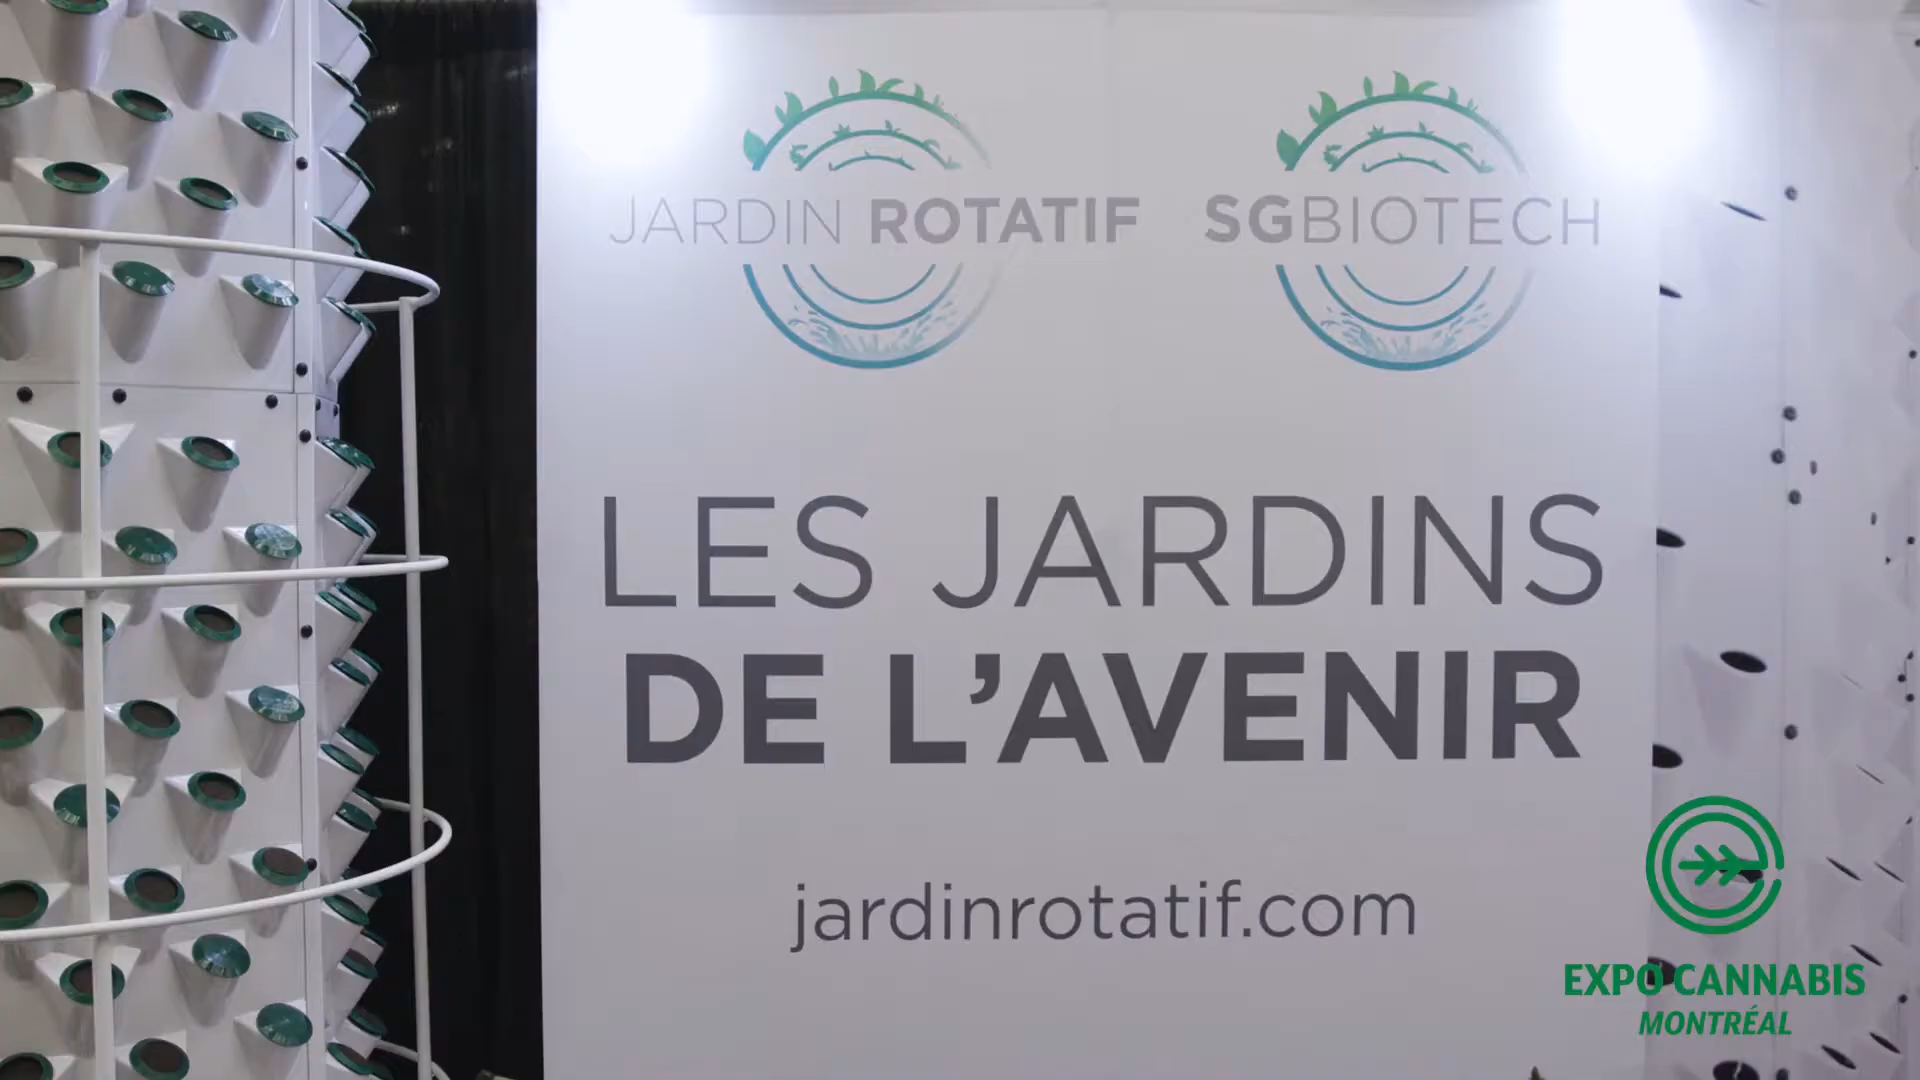 JARDIN ROTATIF
SGBIOTECH
LES JARDINS
DE L'AVENIR
jardinrotatif.com
EXPO CANNABIS
MONTRÉAL